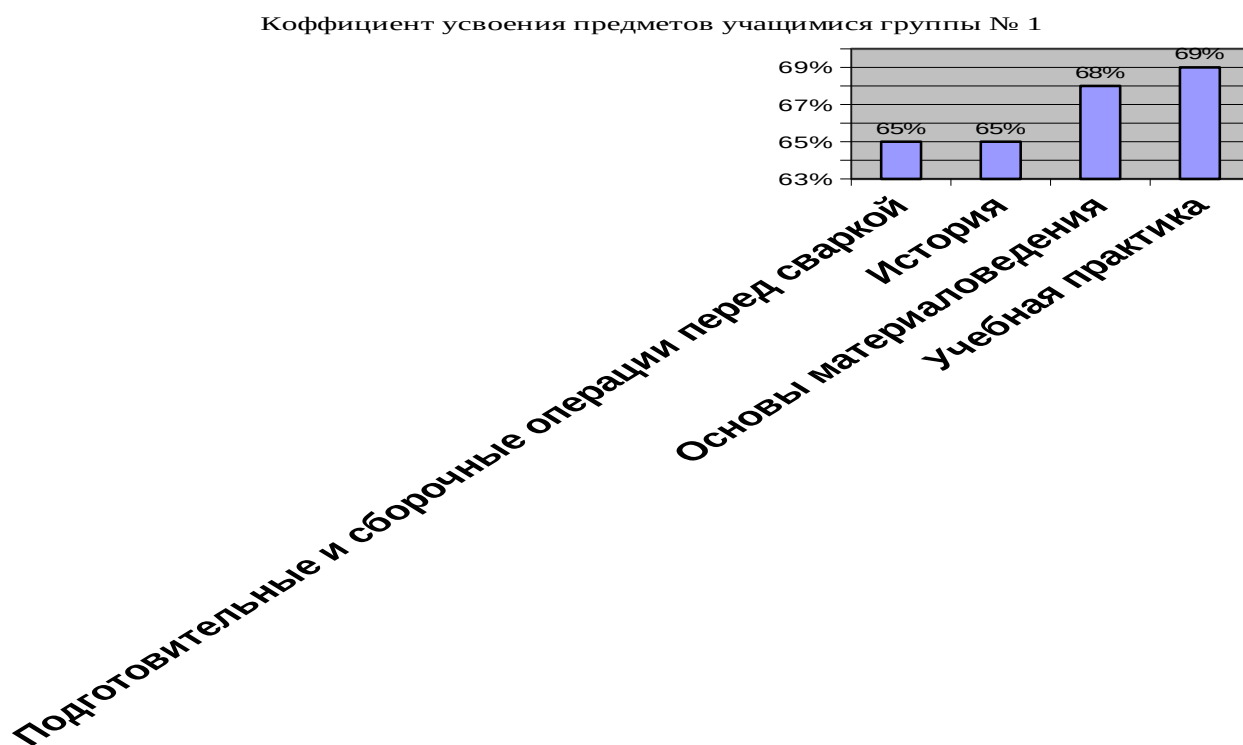 Коффициент усвоения предметов учащимися группы № 1
69%
67%
65%
63%
65%
65%
68%
69%
Подготовительные и сборочные операции перед сваркой
История
Основы материаловедения
Учебная практика